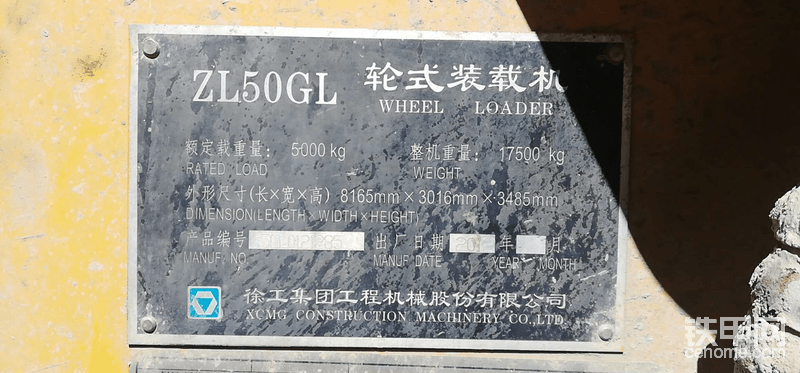 ZL50GL 轮式装载机
WHEEL LOADER
额定载重量: 5000 kg 整机重量: 17500 kg
RATED LOAD WEIGHT
外形尺寸(长×宽×高) 8165mm×3016mm×3485mm
DIMENSION(LENGTH×WIDTH×HEIGHT)
产品编号 出厂日期 年 月
MANUF. NO. MANUF DATE YEAR MONTH
徐工集团工程机械股份有限公司
XCMG CONSTRUCTION MACHINERY CO.,LTD.
铁甲网
cehome.com